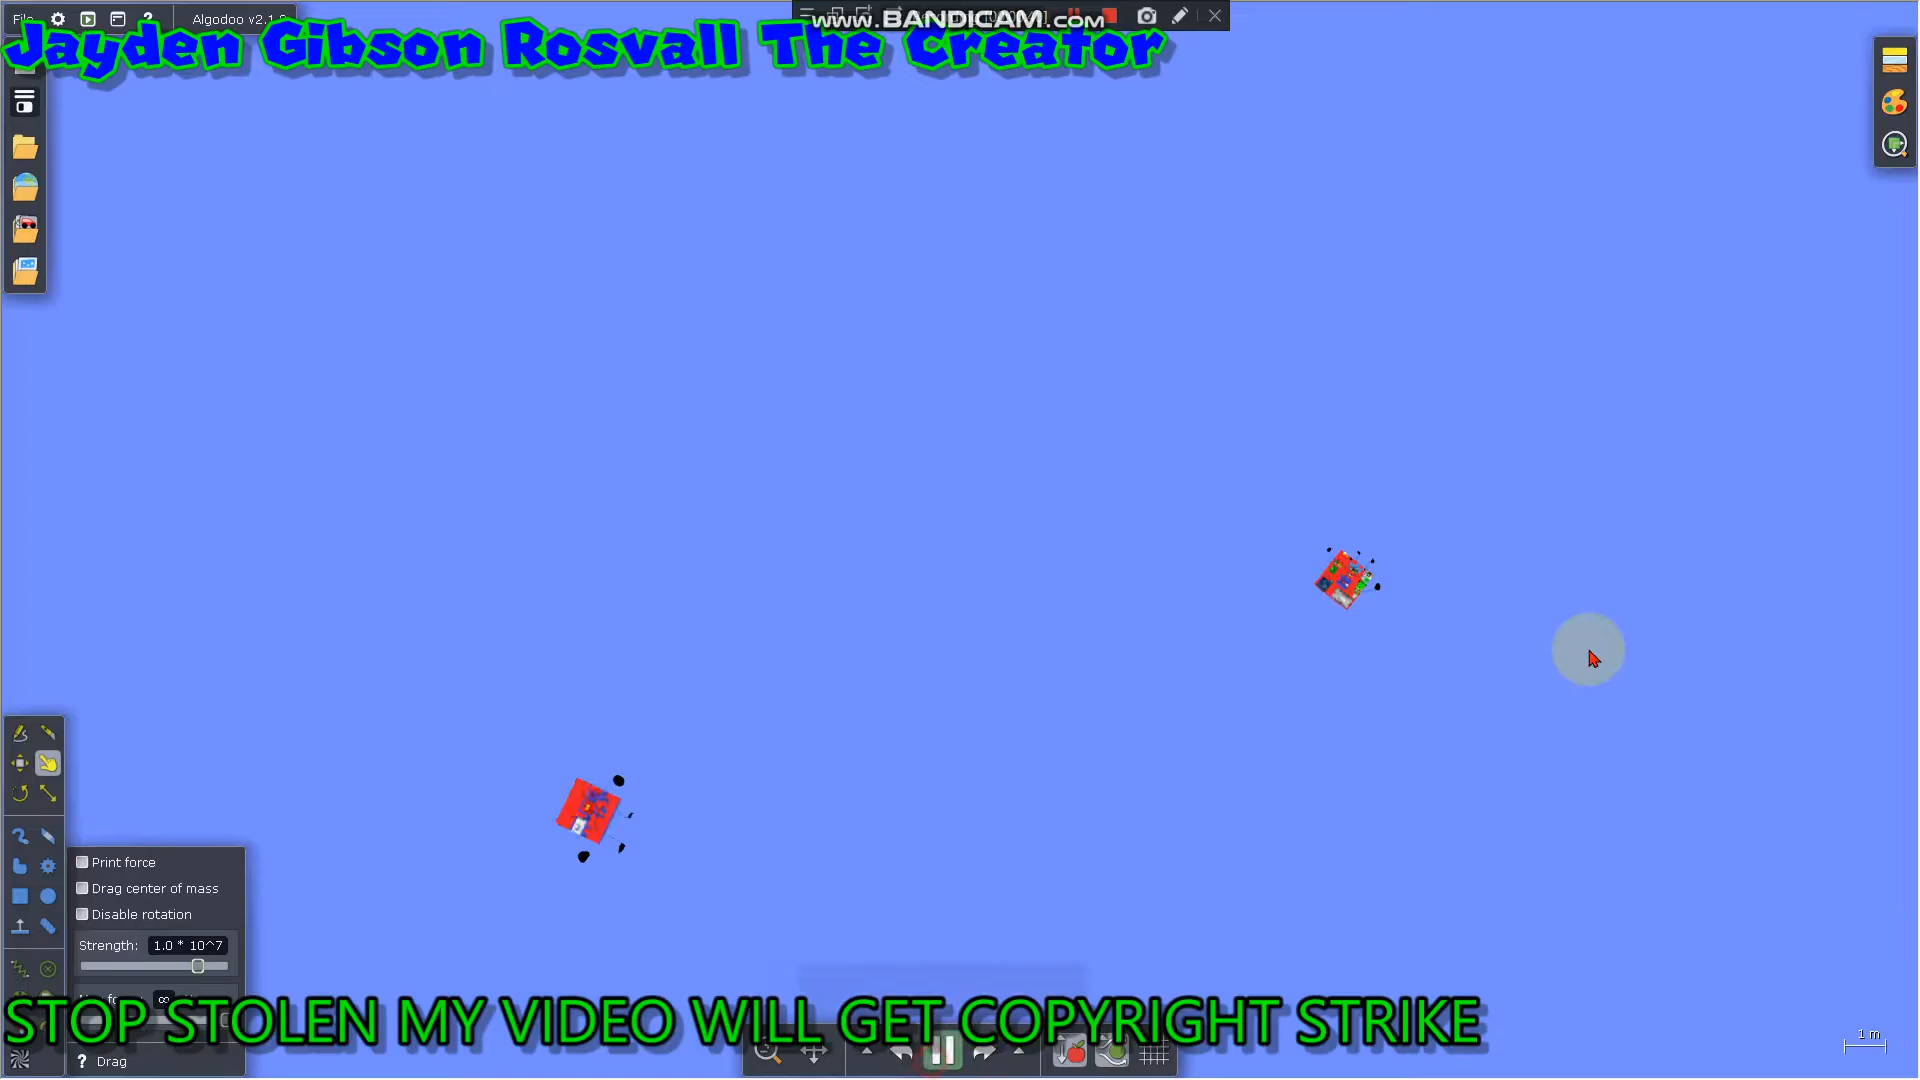 File
Algodoo v2.1
www.BANDICAM.com
Jayden Gibson Rosvall The Creator
Print force
Drag center of mass
Disable rotation
Strength: 1.0 * 10^7
∞
STOP STOLEN MY VIDEO WILL GET COPYRIGHT STRIKE
1 m
? Drag